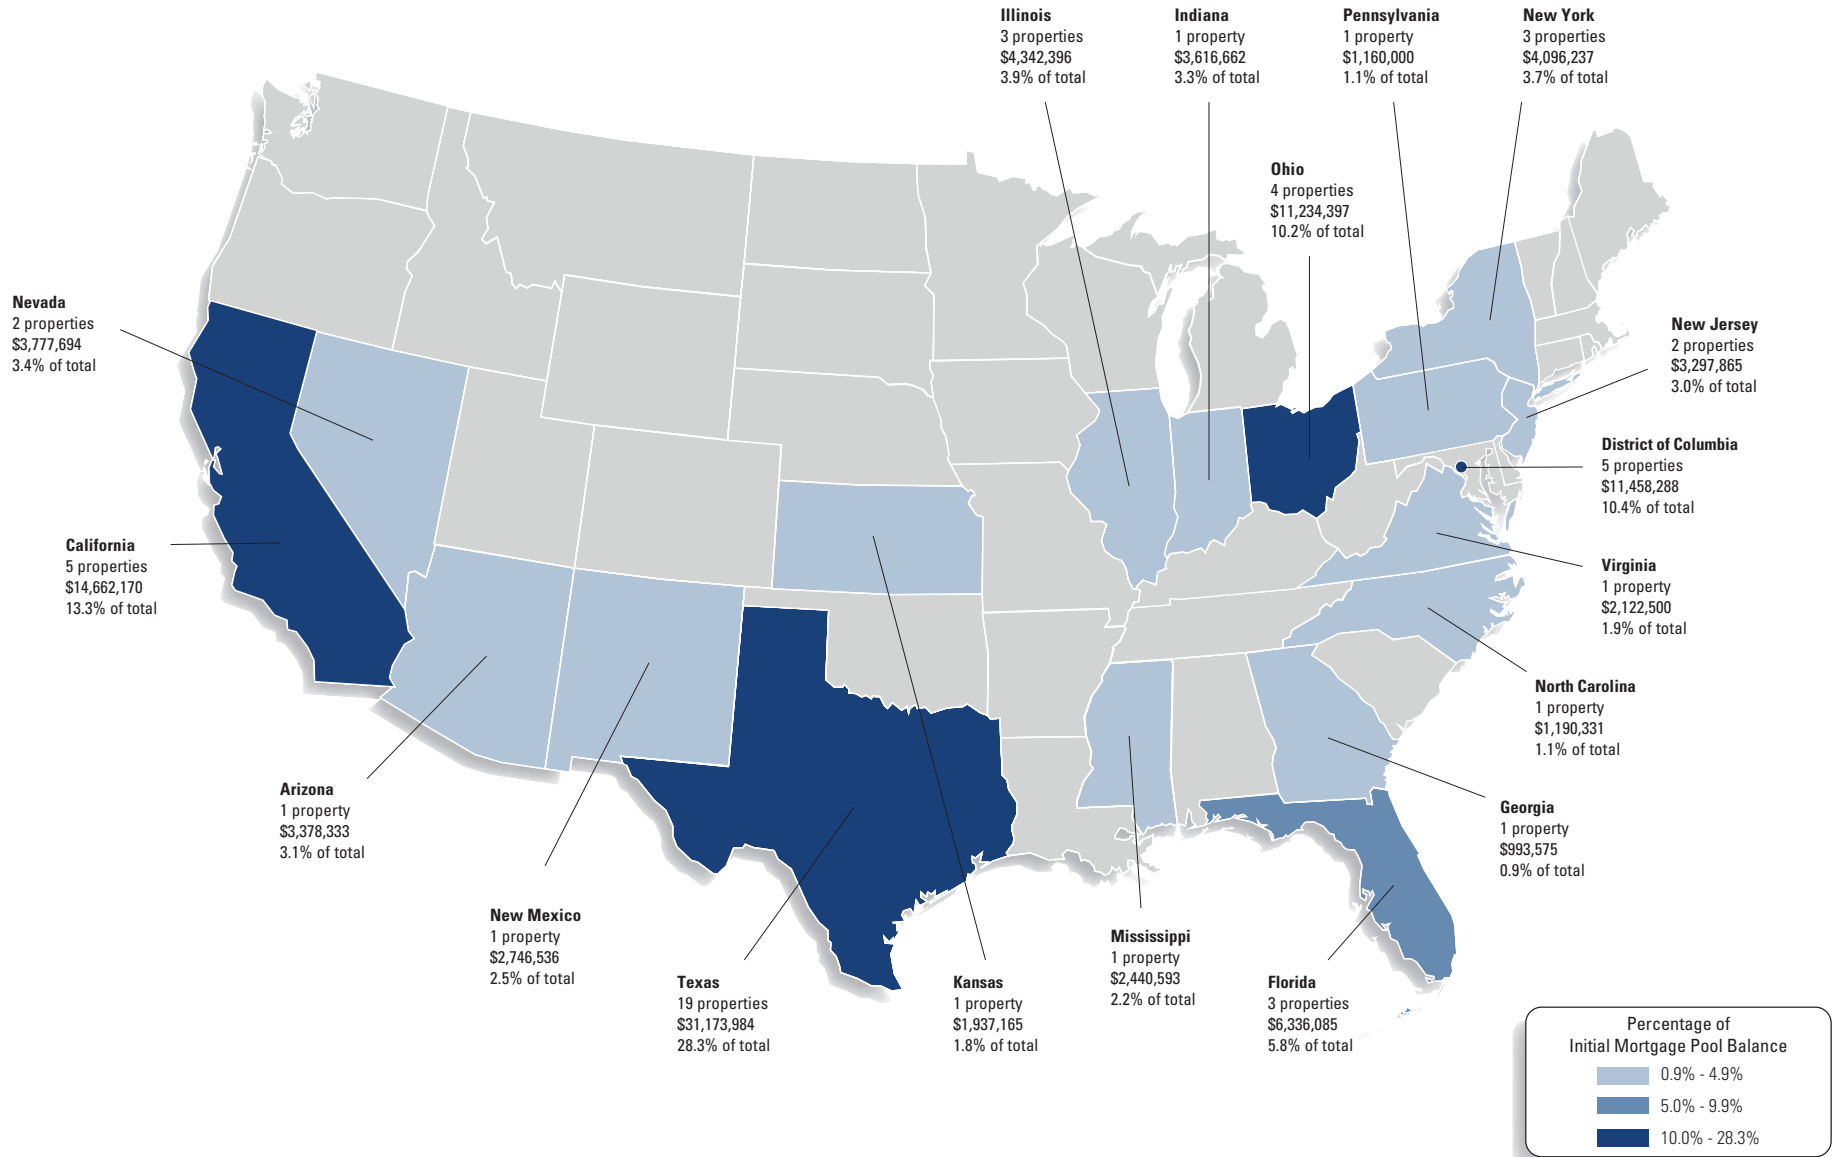 Illinois
3 properties
$4,342,396
3.9% of total
Indiana
1 property
$3,616,662
3.3% of total
Pennsylvania
1 property
$1,160,000
1.1% of total
New York
3 properties
$4,096,237
3.7% of total
Ohio
4 properties
$11,234,397
10.2% of total
Nevada
2 properties
$3,777,694
3.4% of total
New Jersey
2 properties
$3,297,865
3.0% of total
District of Columbia
5 properties
$11,458,288
10.4% of total
California
5 properties
$14,662,170
13.3% of total
Virginia
1 property
$2,122,500
1.9% of total
North Carolina
1 property
$1,190,331
1.1% of total
Arizona
1 property
$3,378,333
3.1% of total
Georgia
1 property
$993,575
0.9% of total
New Mexico
1 property
$2,746,536
2.5% of total
Texas
19 properties
$31,173,984
28.3% of total
Kansas
1 property
$1,937,165
1.8% of total
Mississippi
1 property
$2,440,593
2.2% of total
Florida
3 properties
$6,336,085
5.8% of total
Percentage of
Initial Mortgage Pool Balance
0.9% - 4.9%
5.0% - 9.9%
10.0% - 28.3%